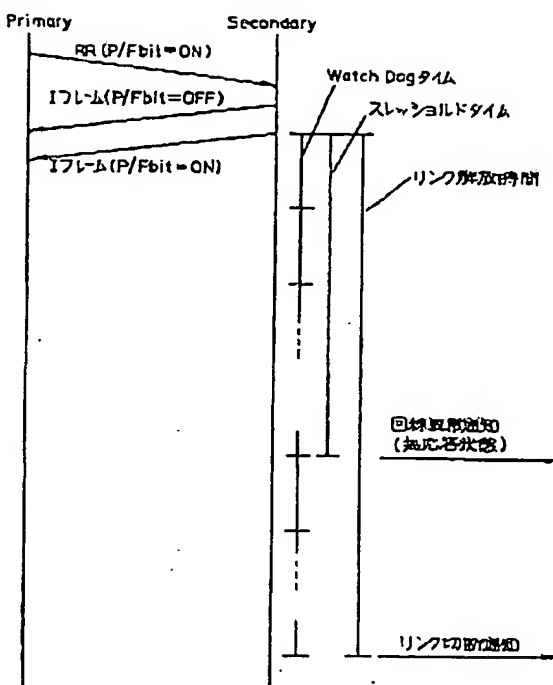 Primary
Secondary
RR (P/Fbit=ON)
Iフレーム(P/Fbit=OFF)
Iフレーム(P/Fbit=ON)
Watch Dogタイム
スレッショルドタイム
リンク解放時間
回線異常通知
(無応答状態)
リンク切断通知